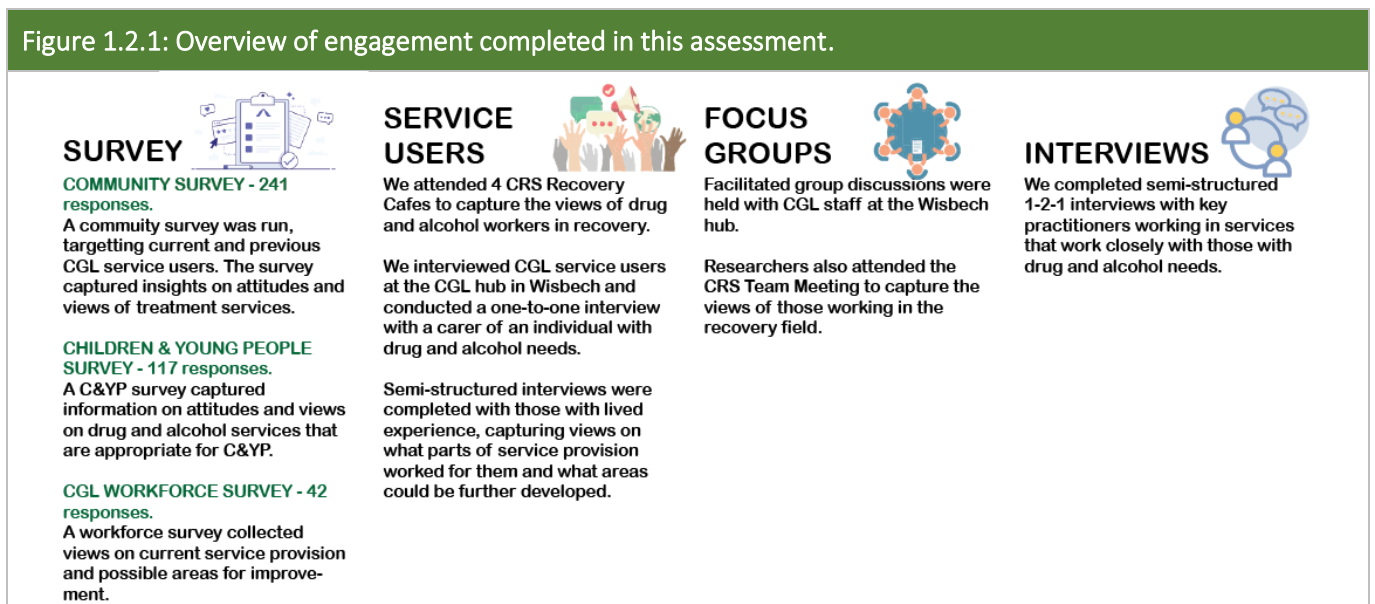 Figure 1.2.1: Overview of engagement completed in this assessment.
SURVEY
COMMUNITY SURVEY - 241
responses.
A commuity survey was run,
targetting current and previous
CGL service users. The survey
captured insights on attitudes and
views of treatment services.
CHILDREN & YOUNG PEOPLE
SURVEY - 117 responses.
A C&YP survey captured
information on attitudes and views
on drug and alcohol services that
are appropriate for C&YP.
CGL WORKFORCE SURVEY - 42
responses.
A workforce survey collected
views on current service provision
and possible areas for improve-
ment.
SERVICE
USERS
We attended 4 CRS Recovery
Cafes to capture the views of drug
and alcohol workers in recovery.
We interviewed CGL service users
at the CGL hub in Wisbech and
conducted a one-to-one interview
with a carer of an individual with
drug and alcohol needs.
Semi-structured interviews were
completed with those with lived
experience, capturing views on
what parts of service provision
worked for them and what areas
could be further developed.
FOCUS
GROUPS
Facilitated group discussions were
held with CGL staff at the Wisbech
hub.
Researchers also attended the
CRS Team Meeting to capture the
views of those working in the
recovery field.
INTERVIEWS
We completed semi-structured
1-2-1 interviews with key
practitioners working in services
that work closely with those with
drug and alcohol needs.